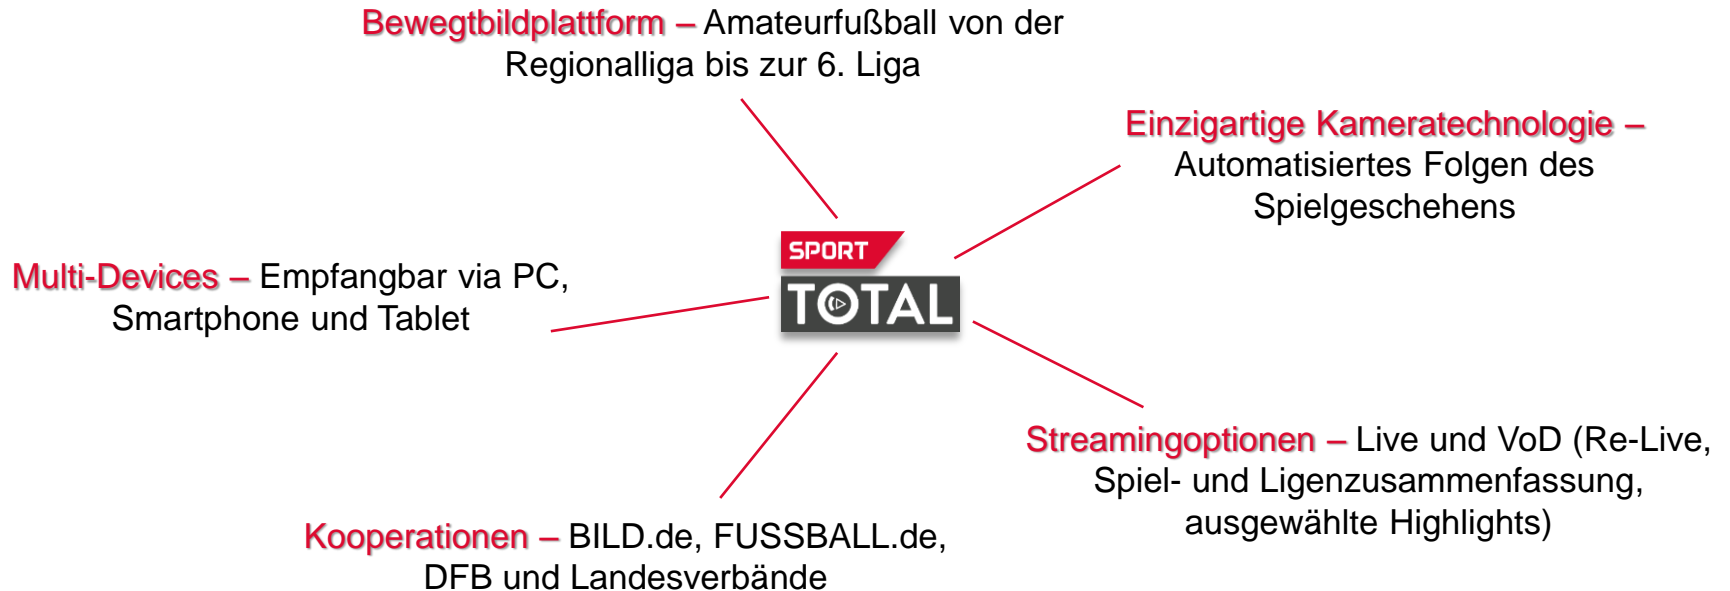 Bewegtbildplattform – Amateurfußball von der
Regionalliga bis zur 6. Liga
Einzigartige Kameratechnologie –
Automatisiertes Folgen des
Spielgeschehens
SPORT
TOTAL
Multi-Devices – Empfangbar via PC,
Smartphone und Tablet
Streamingoptionen – Live und VoD (Re-Live,
Spiel- und Ligenzusammenfassung,
ausgewählte Highlights)
Kooperationen – BILD.de, FUSSBALL.de,
DFB und Landesverbände